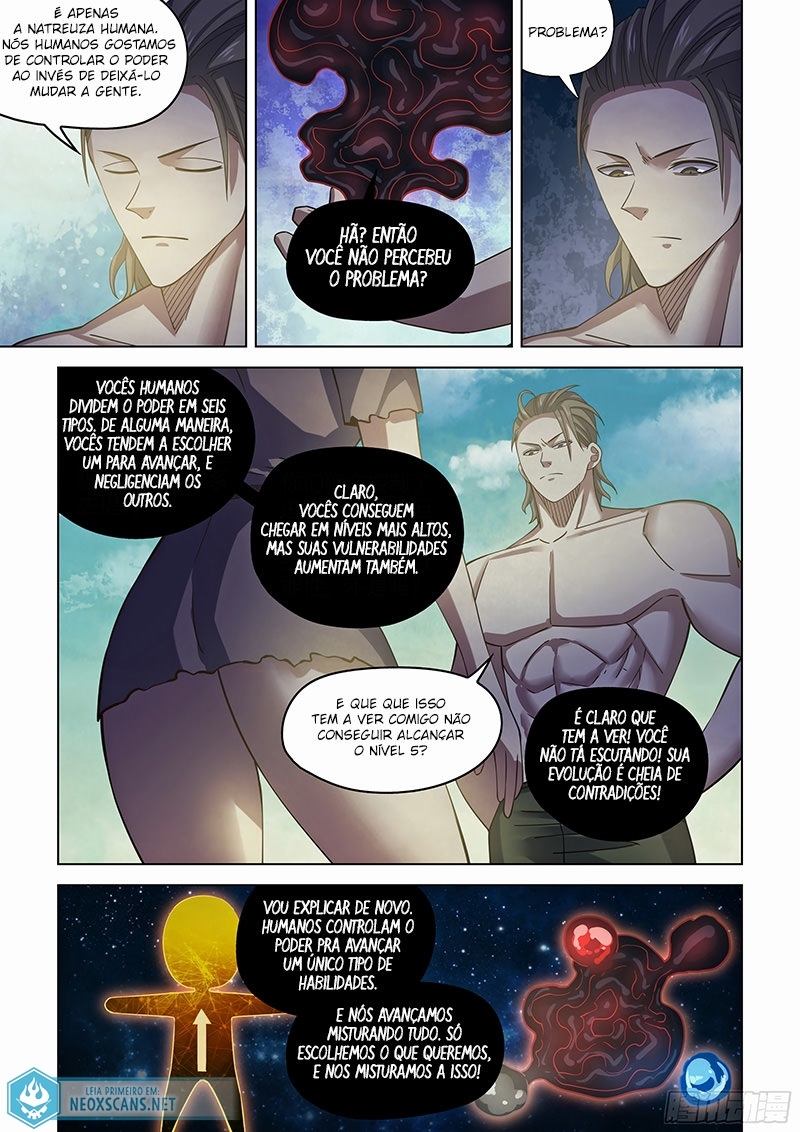 É APENAS
A NATREUZA HUMANA.
NÓS HUMANOS GOSTAMOS
DE CONTROLAR O PODER
AO INVÉS DE DEIXÁ-LO
MUDAR A GENTE.
HÃ? ENTÃO
VOCÊ NÃO PERCEBEU
O PROBLEMA?
PROBLEMA?
VOCÊS HUMANOS
DIVIDEM O PODER EM SEIS
TIPOS. DE ALGUMA MANEIRA,
VOCÊS TENDEM A ESCOLHER
UM PARA AVANÇAR, E
NEGLIGENCIAM OS
OUTROS.
CLARO,
VOCÊS CONSEGUEM
CHEGAR EM NÍVEIS MAIS ALTOS,
MAS SUAS VULNERABILIDADES
AUMENTAM TAMBÉM.
E QUE QUE ISSO
TEM A VER COMIGO NÃO
CONSEGUIR ALCANÇAR
O NÍVEL 5?
É CLARO QUE
TEM A VER! VOCÊ
NÃO TÁ ESCUTANDO! SUA
EVOLUÇÃO É CHEIA DE
CONTRADIÇÕES!
VOU EXPLICAR DE NOVO.
HUMANOS CONTROLAM O
PODER PRA AVANÇAR
UM ÚNICO TIPO DE
HABILIDADES.
E NÓS AVANÇAMOS
MISTURANDO TUDO. SÓ
ESCOLHEMOS O QUE QUEREMOS,
E NOS MISTURAMOS A ISSO!
LEIA PRIMEIRO EM:
NEOXSCANS.NET
腾讯动漫